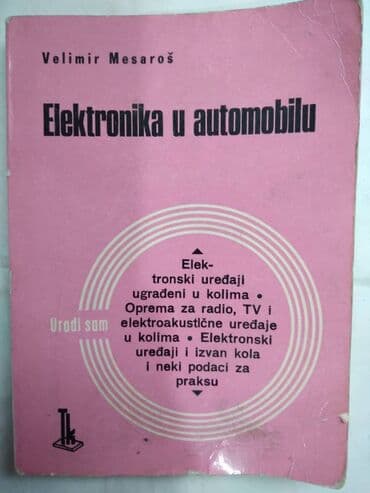 Velimir Mesaroš
Elektronika u automobilu
Elek-
tronski uređaji
ugrađeni u kolima •
Oprema za radio, TV i
elektroakustične uređaje
u kolima • Elektronski
uređaji i izvan kola
i neki podaci za
praksu
Uradi sam
Tk